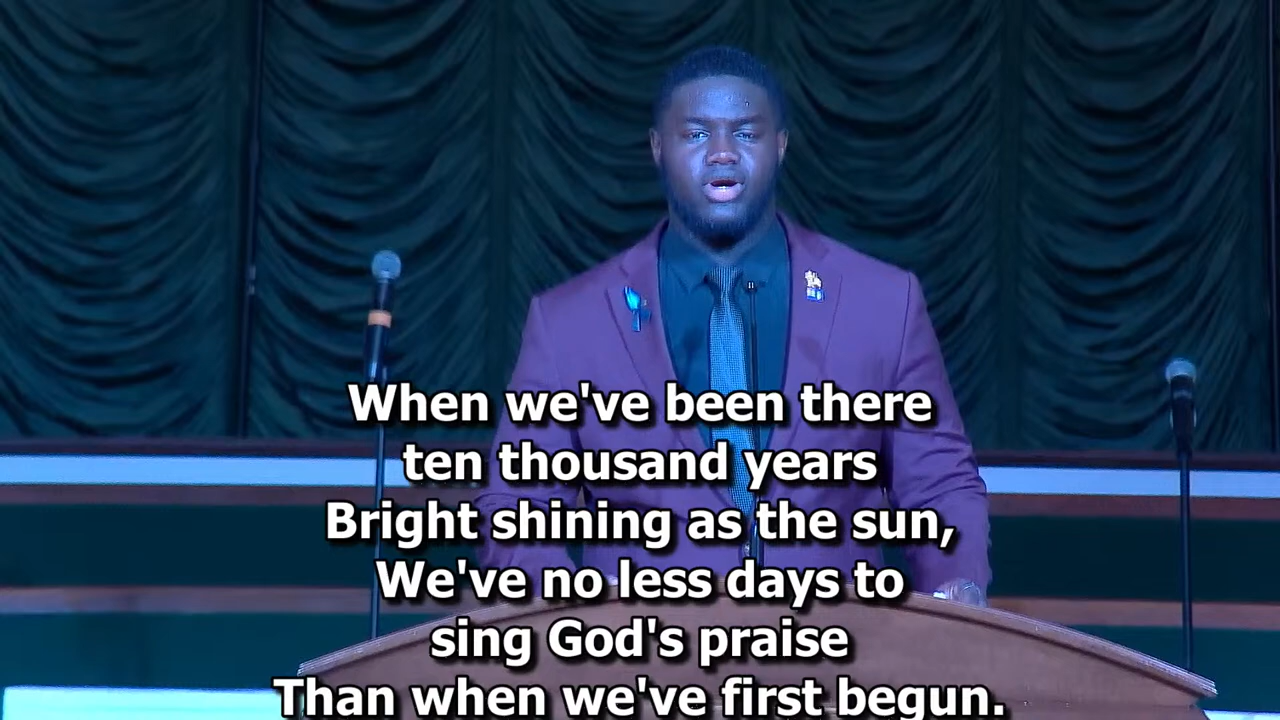 When we've been there
ten thousand years
Bright shining as the sun,
We've no less days to
sing God's praise
Than when we've first begun.